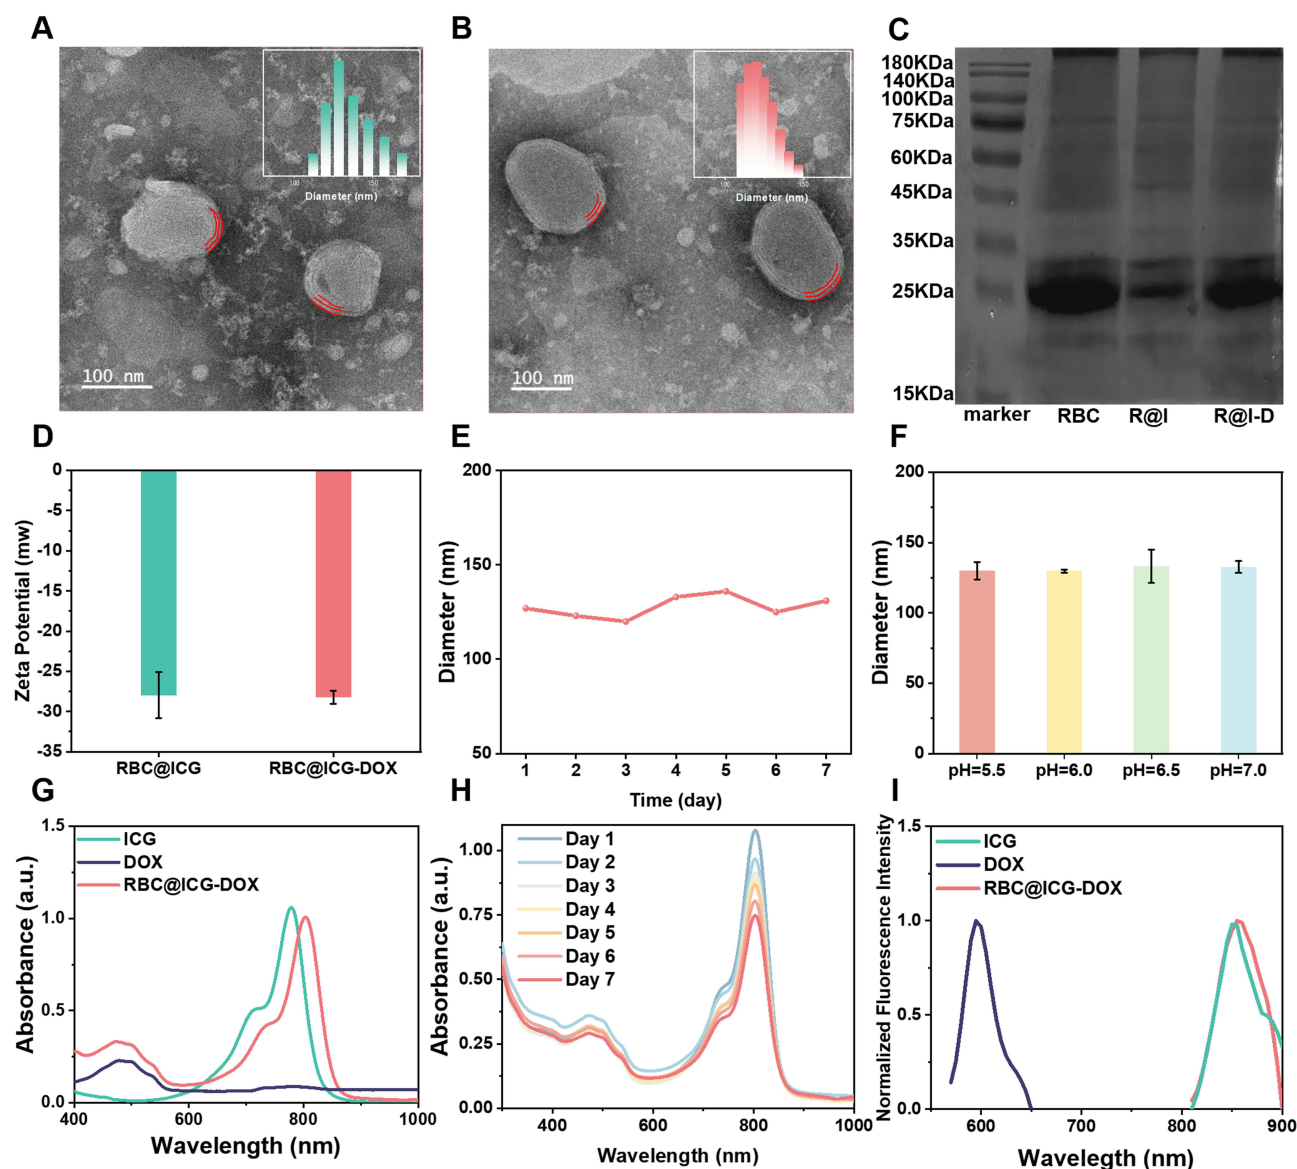 A
100 150
Diameter (nm)
100 nm
B
100 150
Diameter (nm)
100 nm
C
180KDa
140KDa
100KDa
75KDa
60KDa
45KDa
35KDa
25KDa
15KDa
marker RBC R@I R@I-D
D
Zeta Potential (mw)
0
-5
-10
-15
-20
-25
-30
-35
RBC@ICG RBC@ICG-DOX
E
Diameter (nm)
200
150
100
50
1 2 3 4 5 6 7
Time (day)
F
Diameter (nm)
200
150
100
50
0
pH=5.5 pH=6.0 pH=6.5 pH=7.0
G
Absorbance (a.u.)
1.5
1.0
0.5
0.0
ICG
DOX
RBC@ICG-DOX
400 600 800 1000
Wavelength (nm)
H
Absorbance (a.u.)
1.00
0.75
0.50
0.25
0.00
Day 1
Day 2
Day 3
Day 4
Day 5
Day 6
Day 7
400 600 800 1000
Wavelength (nm)
I
Normalized Fluorescence Intensity
1.5
1.0
0.5
0.0
ICG
DOX
RBC@ICG-DOX
600 700 800 900
Wavelegth (nm)